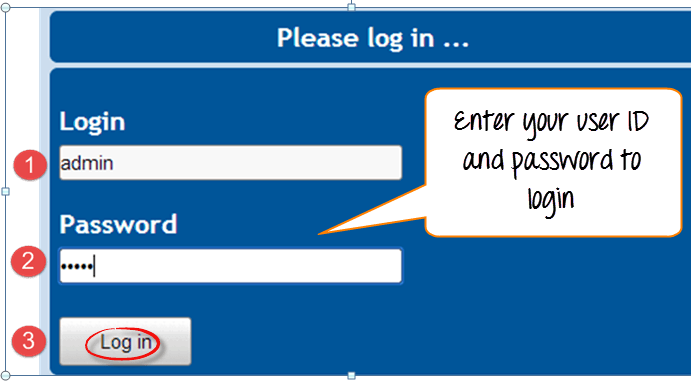 Please log in ...
Login
1
admin
Enter your user ID
and password to
login
Password
2
•••••
3
Log in